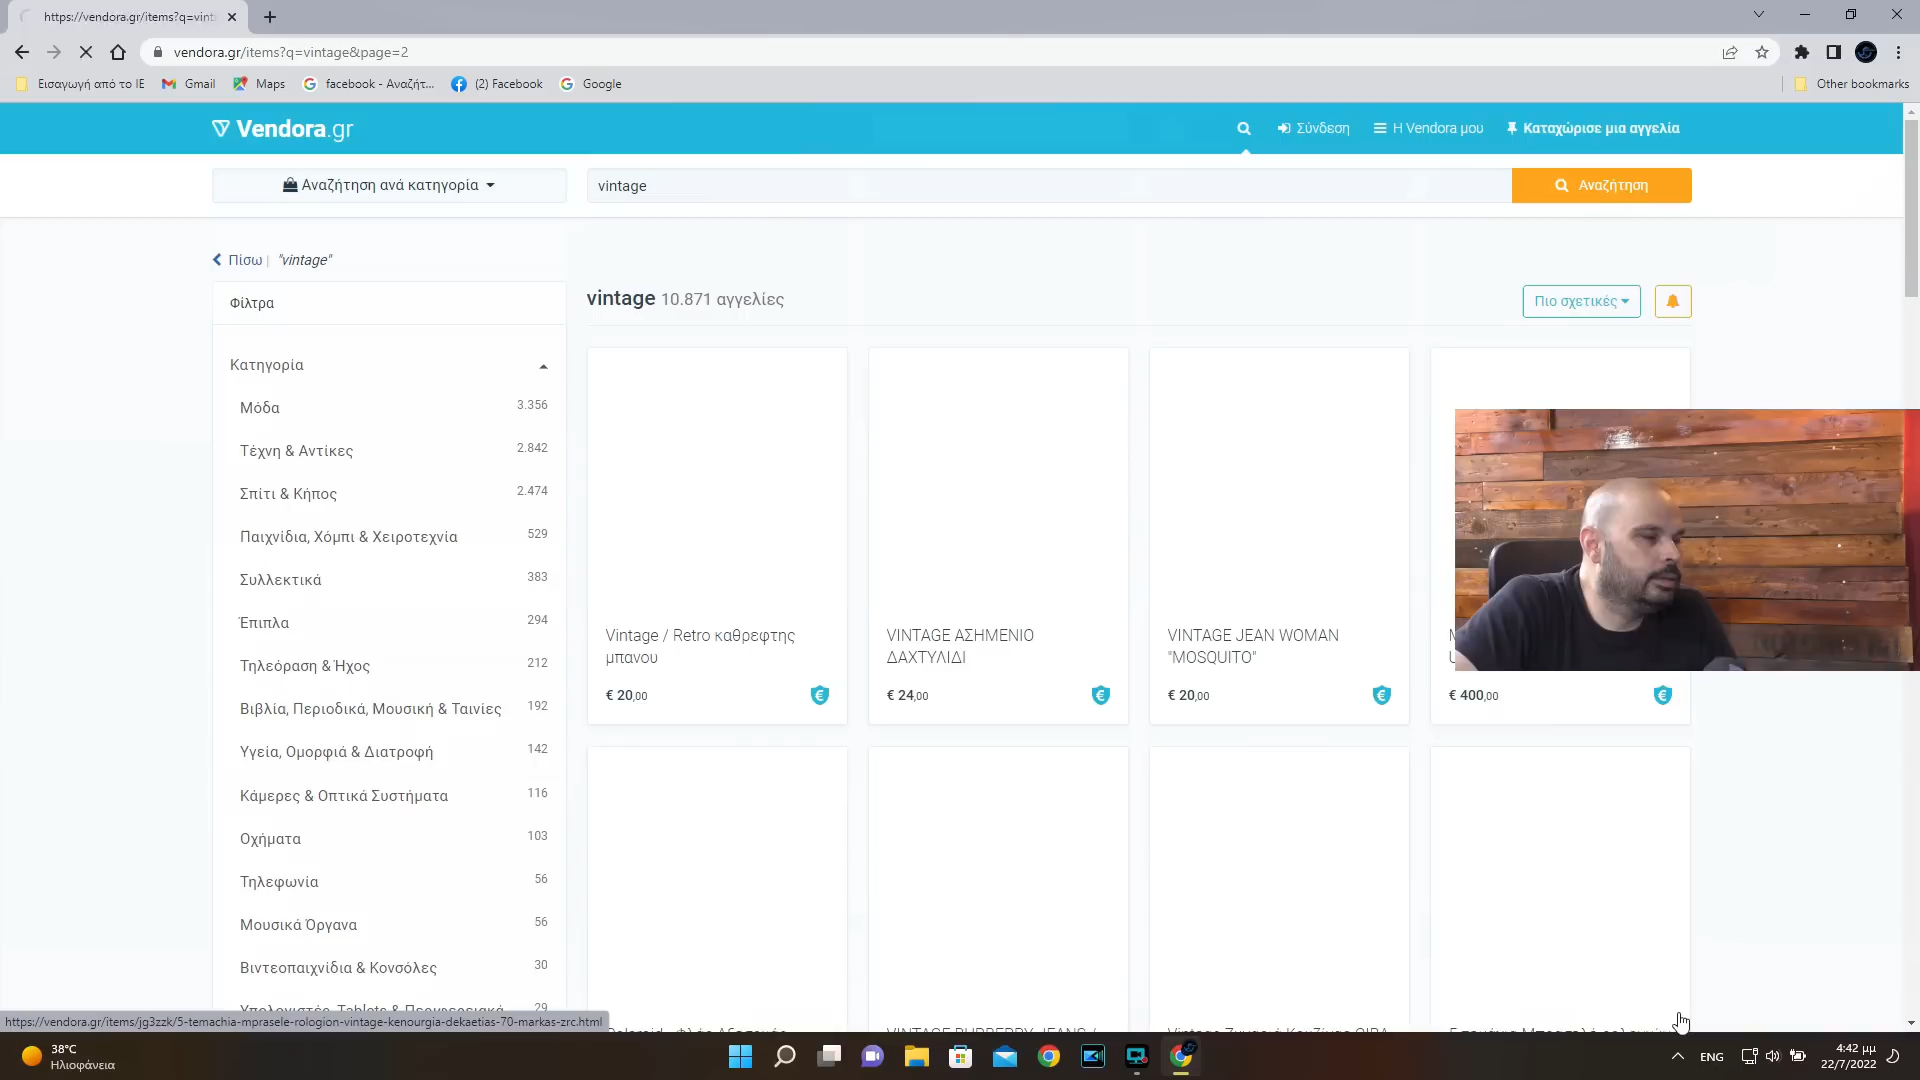 https://vendora.gr/items?q=vint
vendora.gr/items?q=vintage&page=2
Εισαγωγή από το IE
Gmail
Maps
facebook - Αναζήτ...
(2) Facebook
Google
Other bookmarks
Vendora.gr
Σύνδεση
Η Vendora μου
Καταχώρισε μια αγγελία
Αναζήτηση ανά κατηγορία
vintage
Αναζήτηση
Πίσω | "vintage"
Φίλτρα
vintage 10.871 αγγελίες
Πιο σχετικές
Κατηγορία
Μόδα 3.356
Τέχνη & Αντίκες 2.842
Σπίτι & Κήπος 2.474
Παιχνίδια, Χόμπι & Χειροτεχνία 529
Συλλεκτικά 383
Έπιπλα 294
Τηλεόραση & Ήχος 212
Βιβλία, Περιοδικά, Μουσική & Ταινίες 192
Υγεία, Ομορφιά & Διατροφή 142
Κάμερες & Οπτικά Συστήματα 116
Οχήματα 103
Τηλεφωνία 56
Μουσικά Όργανα 56
Βιντεοπαιχνίδια & Κονσόλες 30
Υπολογιστές, Tablets & Περιφερειακά 29
Vintage / Retro καθρεφτης
μπανου
€ 20,00
VINTAGE ΑΣΗΜΕΝΙΟ
ΔΑΧΤΥΛΙΔΙ
€ 24,00
VINTAGE JEAN WOMAN
"MOSQUITO"
€ 20,00
€ 400,00
VINTAGE BURBERRY JEANS /
https://vendora.gr/items/jg3zzk/5-temachia-mprasele-rologion-vintage-kenourgia-dekaetias-70-markas-zrc.html
38°C
Ηλιοφάνεια
ENG
4:42 μμ
22/7/2022